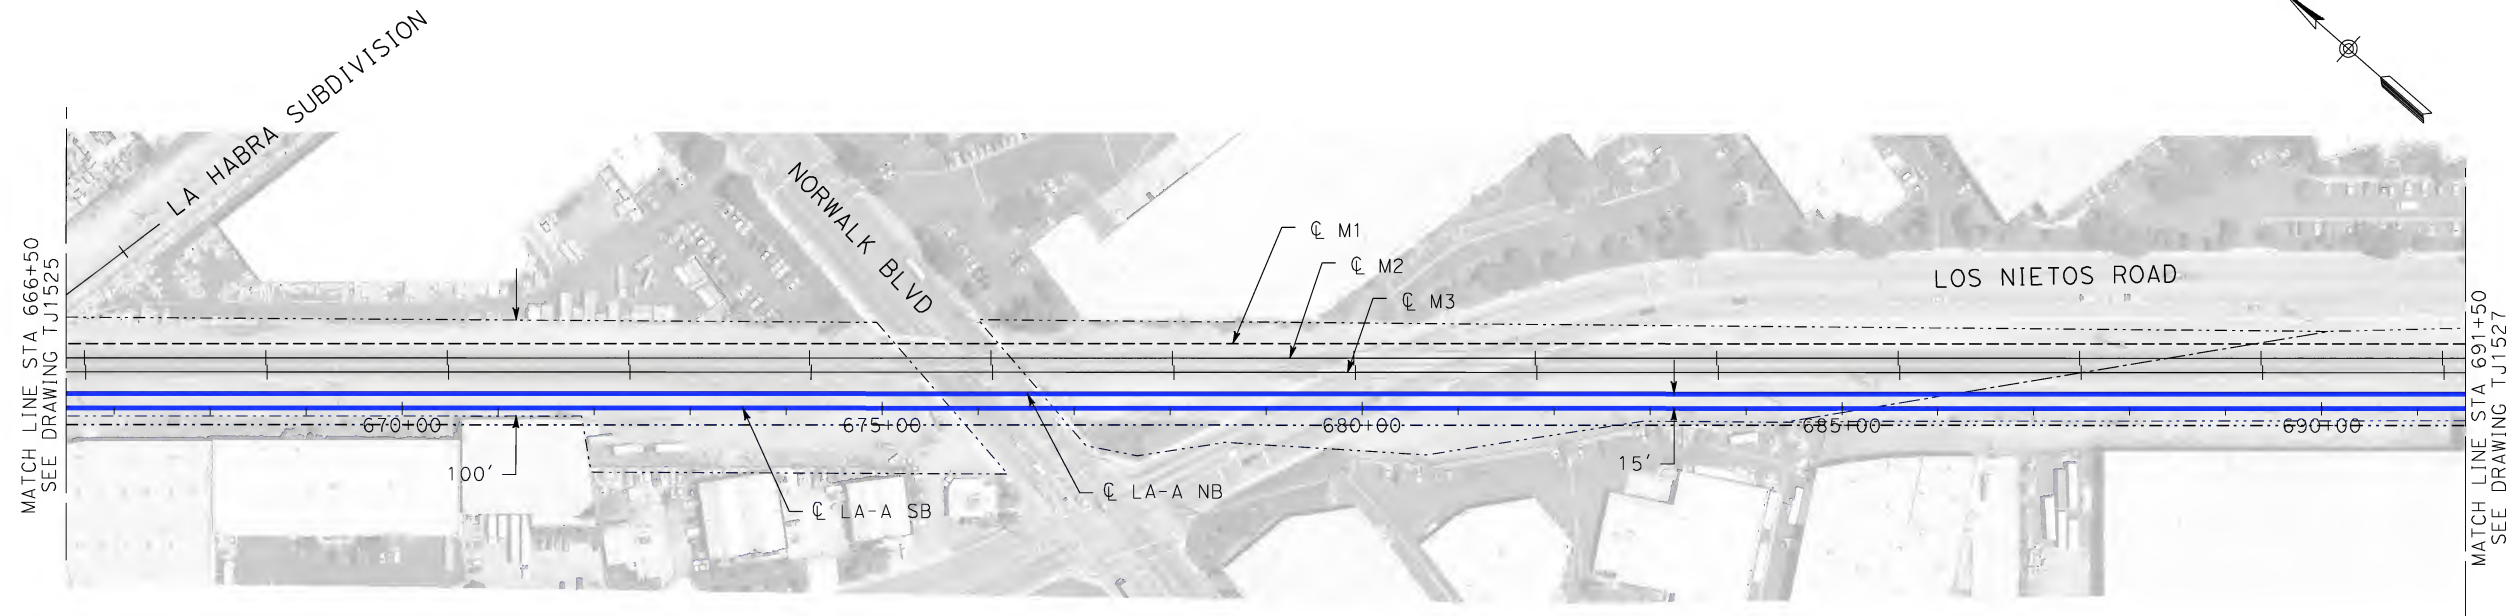 LA HABRA SUBDIVISION
NORWALK BLVD
℄ M1
℄ M2
℄ M3
LOS NIETOS ROAD
MATCH LINE STA 666+50
SEE DRAWING TJ1525
670+00
675+00
680+00
685+00
690+00
100'
15'
℄ LA-A SB
℄ LA-A NB
MATCH LINE STA 691+50
SEE DRAWING TJ1527